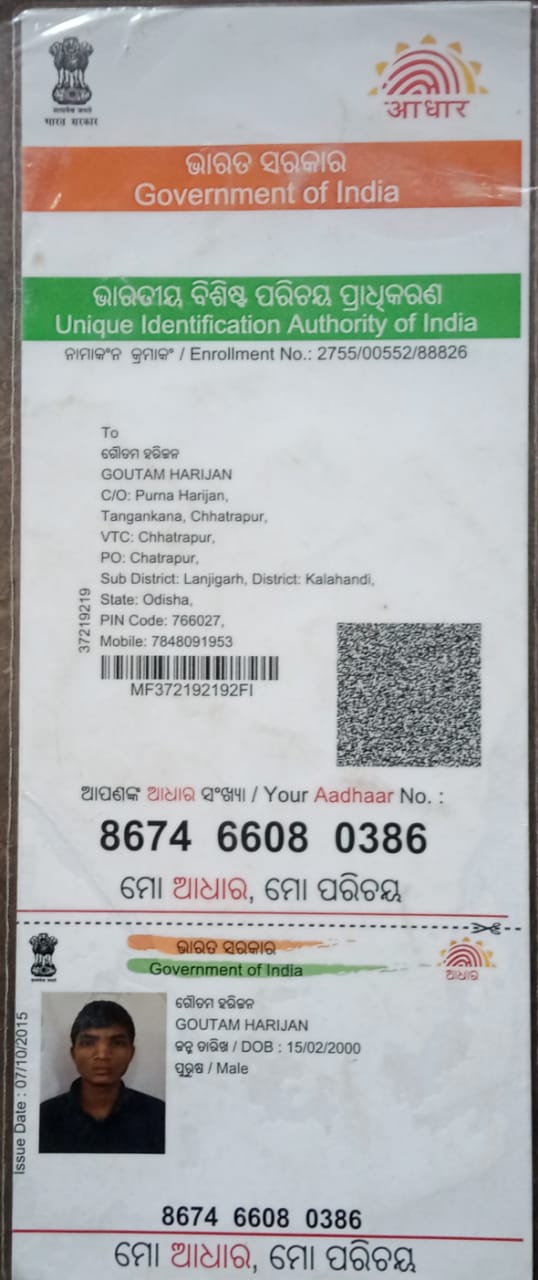 भारत सरकार
आधार
ଭାରତ ସରକାର
Government of India
ଭାରତୀୟ ବିଶିଷ୍ଟ ପରିଚୟ ପ୍ରାଧିକରଣ
Unique Identification Authority of India
ନାମାକଂନ କ୍ରମାକଂ / Enrollment No.: 2755/00552/88826
To
ଗୌତମ ହରିଜନ
GOUTAM HARIJAN
C/O: Purna Harijan,
Tangankana, Chhatrapur,
VTC: Chhatrapur,
PO: Chatrapur,
Sub District: Lanjigarh, District: Kalahandi,
State: Odisha,
PIN Code: 766027,
Mobile: 7848091953
37219219
MF372192192FI
ଆପଣଙ୍କ ଆଧାର ସଂଖ୍ୟା / Your Aadhaar No. :
8674 6608 0386
ମୋ ଆଧାର, ମୋ ପରିଚୟ
ଭାରତ ସରକାର
Government of India
ଆଧାର
ଗୌତମ ହରିଜନ
GOUTAM HARIJAN
ଜନ୍ମ ତାରିଖ / DOB : 15/02/2000
ପୁରୁଷ / Male
Issue Date : 07/10/2015
8674 6608 0386
ମୋ ଆଧାର, ମୋ ପରିଚୟ